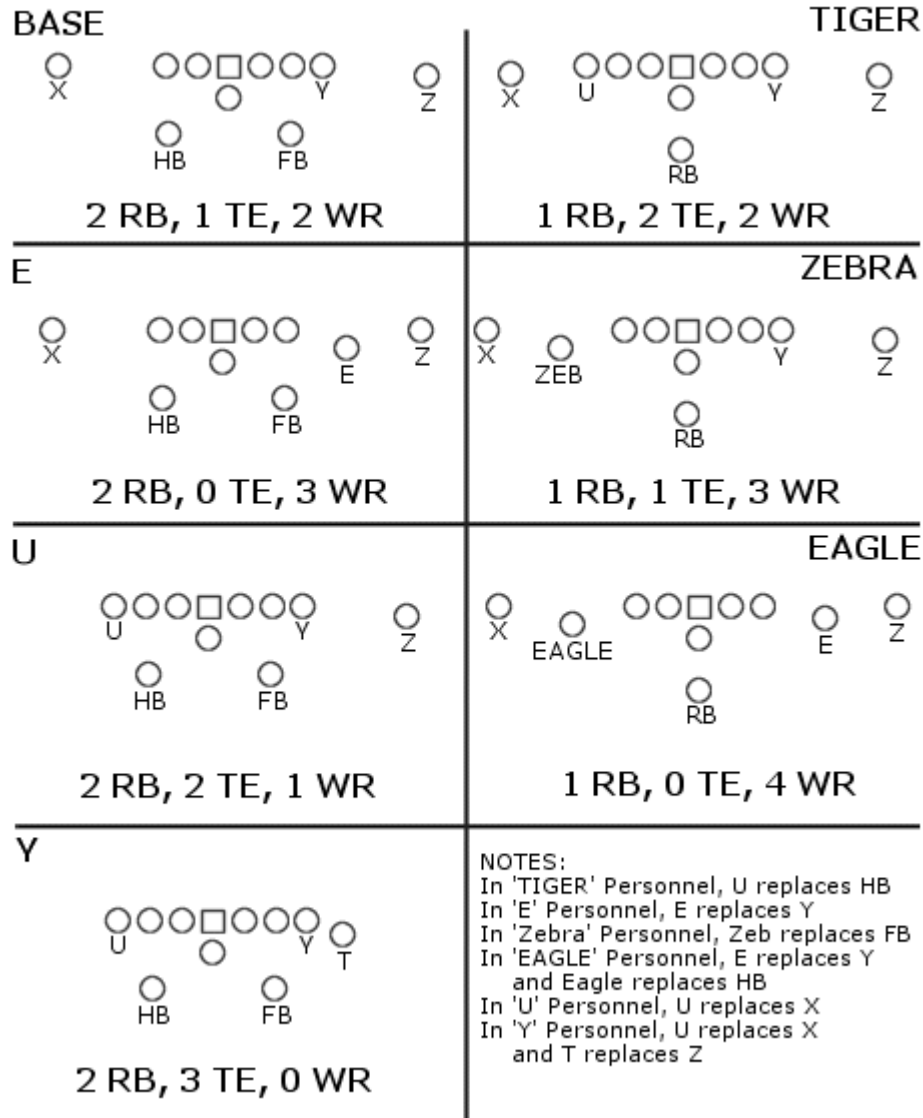 BASE
X
Y
Z
HB
FB
2 RB, 1 TE, 2 WR
TIGER
X
U
Y
Z
RB
1 RB, 2 TE, 2 WR
E
X
E
Z
HB
FB
2 RB, 0 TE, 3 WR
ZEBRA
X
ZEB
Y
Z
RB
1 RB, 1 TE, 3 WR
U
U
Y
Z
HB
FB
2 RB, 2 TE, 1 WR
EAGLE
X
EAGLE
E
Z
RB
1 RB, 0 TE, 4 WR
Y
U
Y
T
HB
FB
2 RB, 3 TE, 0 WR
NOTES:
In 'TIGER' Personnel, U replaces HB
In 'E' Personnel, E replaces Y
In 'Zebra' Personnel, Zeb replaces FB
In 'EAGLE' Personnel, E replaces Y
and Eagle replaces HB
In 'U' Personnel, U replaces X
In 'Y' Personnel, U replaces X
and T replaces Z